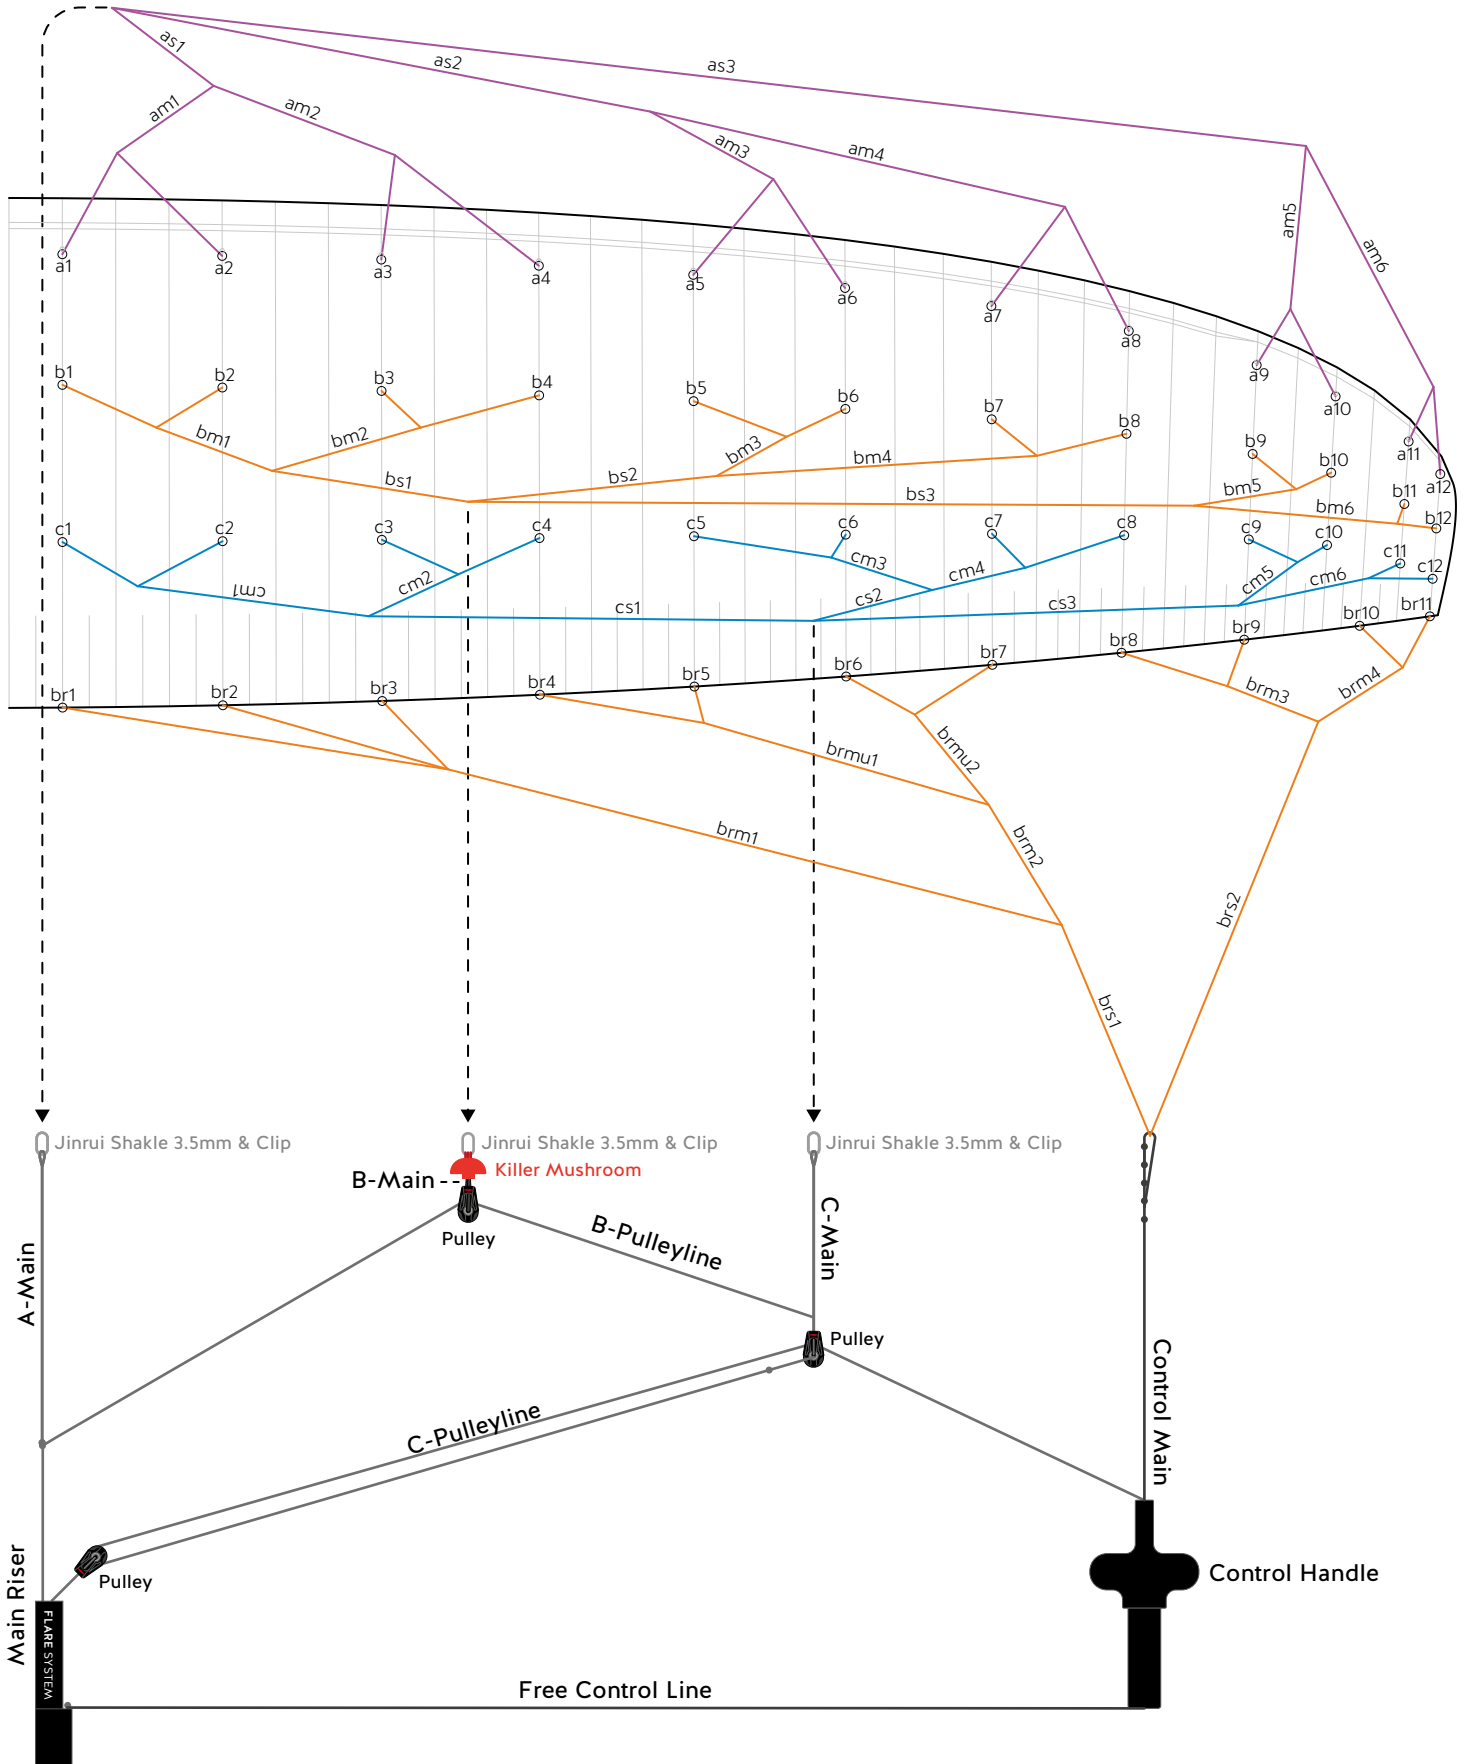 as1
as2
as3
am1
am2
am3
am4
am5
am6
a1
a2
a3
a4
a5
a6
a7
a8
a9
a10
a11
a12
b1
b2
b3
b4
b5
b6
b7
b8
b9
b10
b11
b12
bm1
bm2
bm3
bm4
bm5
bm6
bs1
bs2
bs3
c1
c2
c3
c4
c5
c6
c7
c8
c9
c10
c11
c12
cm1
cm2
cm3
cm4
cm5
cm6
cs1
cs2
cs3
br1
br2
br3
br4
br5
br6
br7
br8
br9
br10
br11
brmu1
brmu2
brm1
brm2
brm3
brm4
brs1
brs2
Jinrui Shakle 3.5mm & Clip
Jinrui Shakle 3.5mm & Clip
Jinrui Shakle 3.5mm & Clip
Killer Mushroom
B-Main
Pulley
A-Main
B-Pulleyline
C-Main
Pulley
C-Pulleyline
Control Main
Pulley
Main Riser
FLARE SYSTEM
Control Handle
Free Control Line